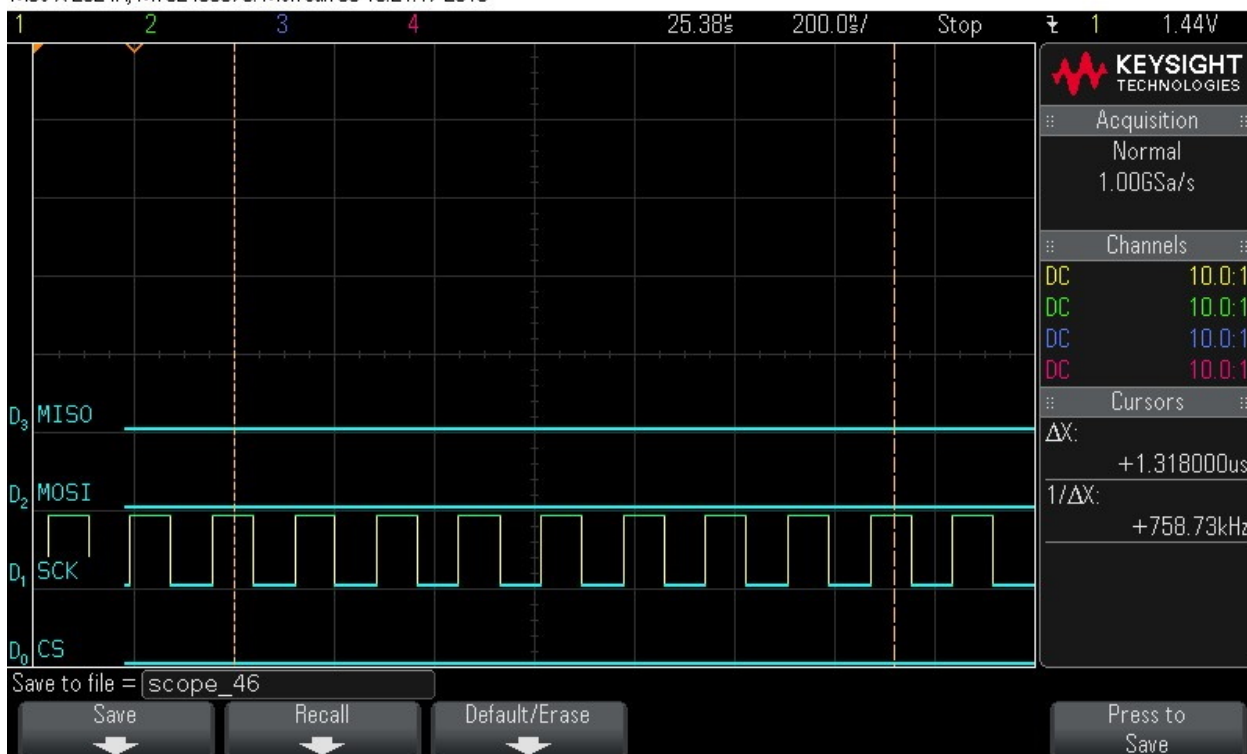 1 2 3 4 25.38s 200.0s/ Stop 1 1.44V
KEYSIGHT
TECHNOLOGIES
Acquisition
Normal
1.00GSa/s
Channels
DC 10.0:1
DC 10.0:1
DC 10.0:1
DC 10.0:1
Cursors
ΔX:
+1.318000us
1/ΔX:
+758.73kHz
D3 MISO
D2 MOSI
D1 SCK
D0 CS
Save to file = scope_46
Save Recall Default/Erase Press to
Save